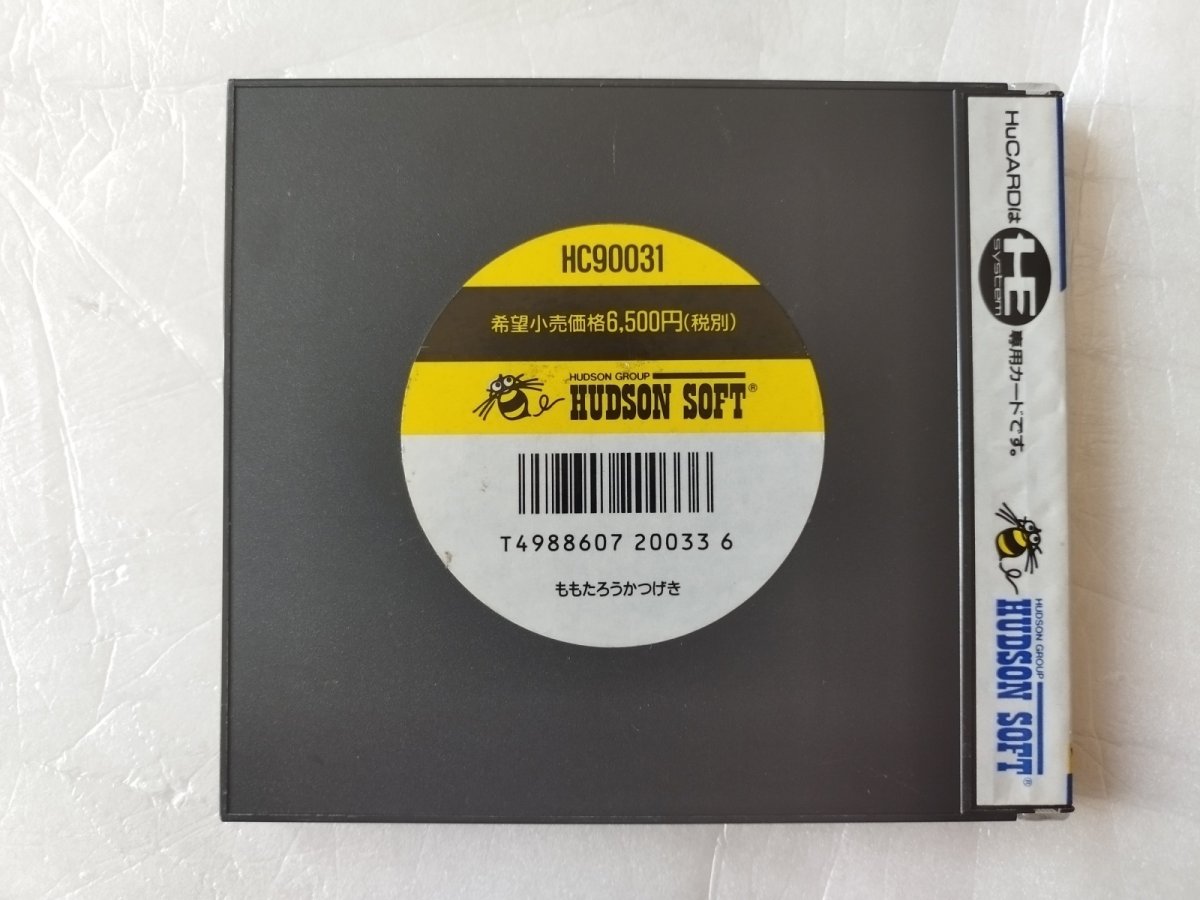 HC90031
希望小売価格6,500円(税別)
HUDSON GROUP
HUDSON SOFT®
T4988607 20033 6
ももたろうかつげき
HuCARDは HE system 専用カードです。
HUDSON GROUP
HUDSON SOFT®